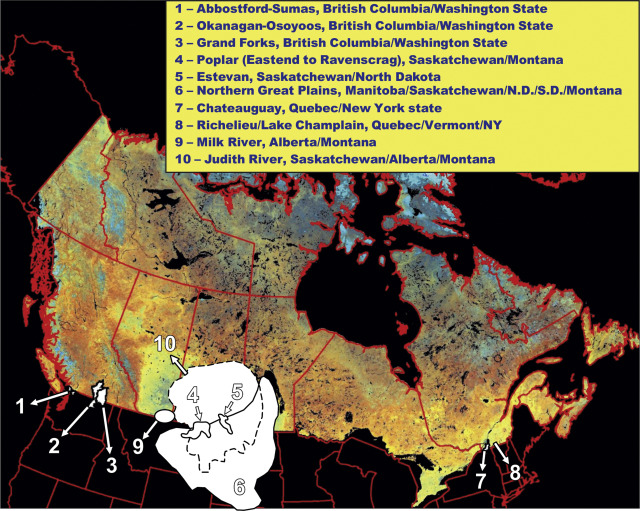 1 – Abbostford-Sumas, British Columbia/Washington State
2 – Okanagan-Osoyoos, British Columbia/Washington State
3 – Grand Forks, British Columbia/Washington State
4 – Poplar (Eastend to Ravenscrag), Saskatchewan/Montana
5 – Estevan, Saskatchewan/North Dakota
6 – Northern Great Plains, Manitoba/Saskatchewan/N.D./S.D./Montana
7 – Chateauguay, Quebec/New York state
8 – Richelieu/Lake Champlain, Quebec/Vermont/NY
9 – Milk River, Alberta/Montana
10 – Judith River, Saskatchewan/Alberta/Montana
10
4
5
1
2
3
9
6
7
8